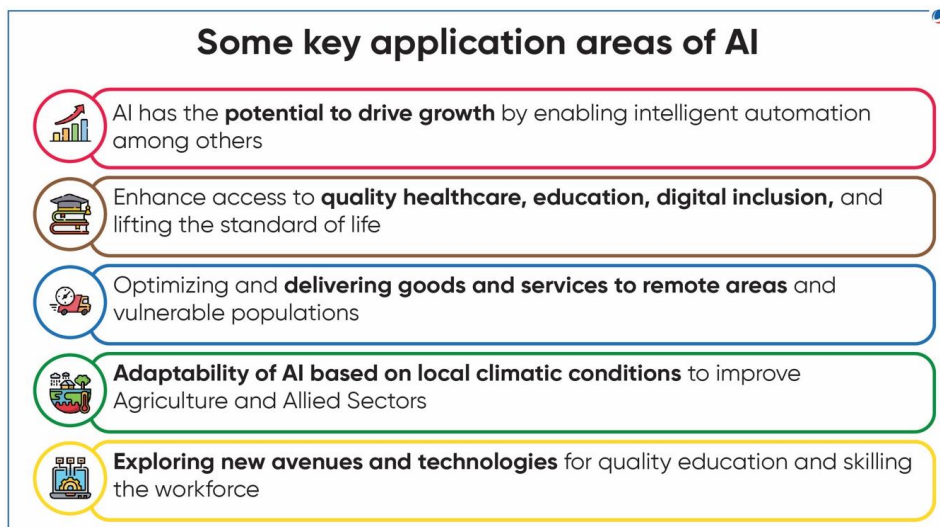 Some key application areas of AI
AI has the potential to drive growth by enabling intelligent automation
among others
Enhance access to quality healthcare, education, digital inclusion, and
lifting the standard of life
Optimizing and delivering goods and services to remote areas and
vulnerable populations
Adaptability of AI based on local climatic conditions to improve
Agriculture and Allied Sectors
Exploring new avenues and technologies for quality education and skilling
the workforce